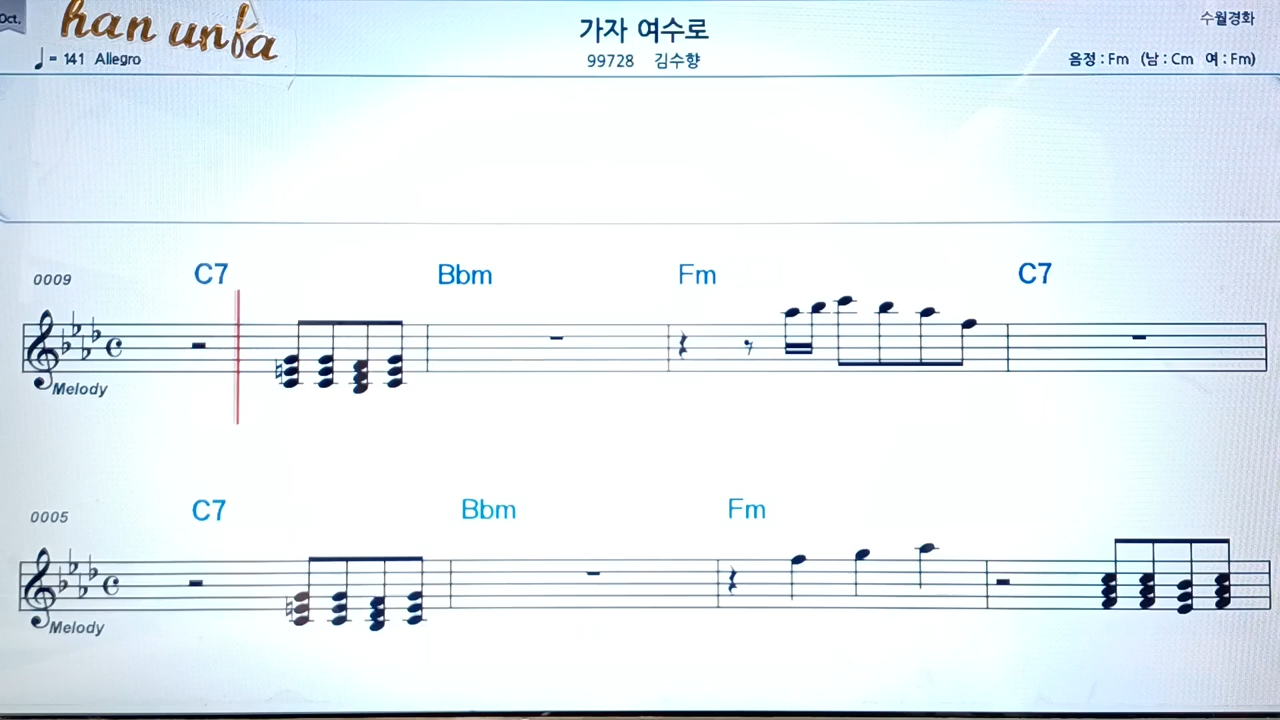 Oct.
han unfa
가자 여수로
수월경화
♩ = 141 Allegro
99728 김수향
음정 : Fm (남 : Cm 여 : Fm)
0009
C7 Bbm Fm C7
Melody
0005
C7 Bbm Fm
Melody